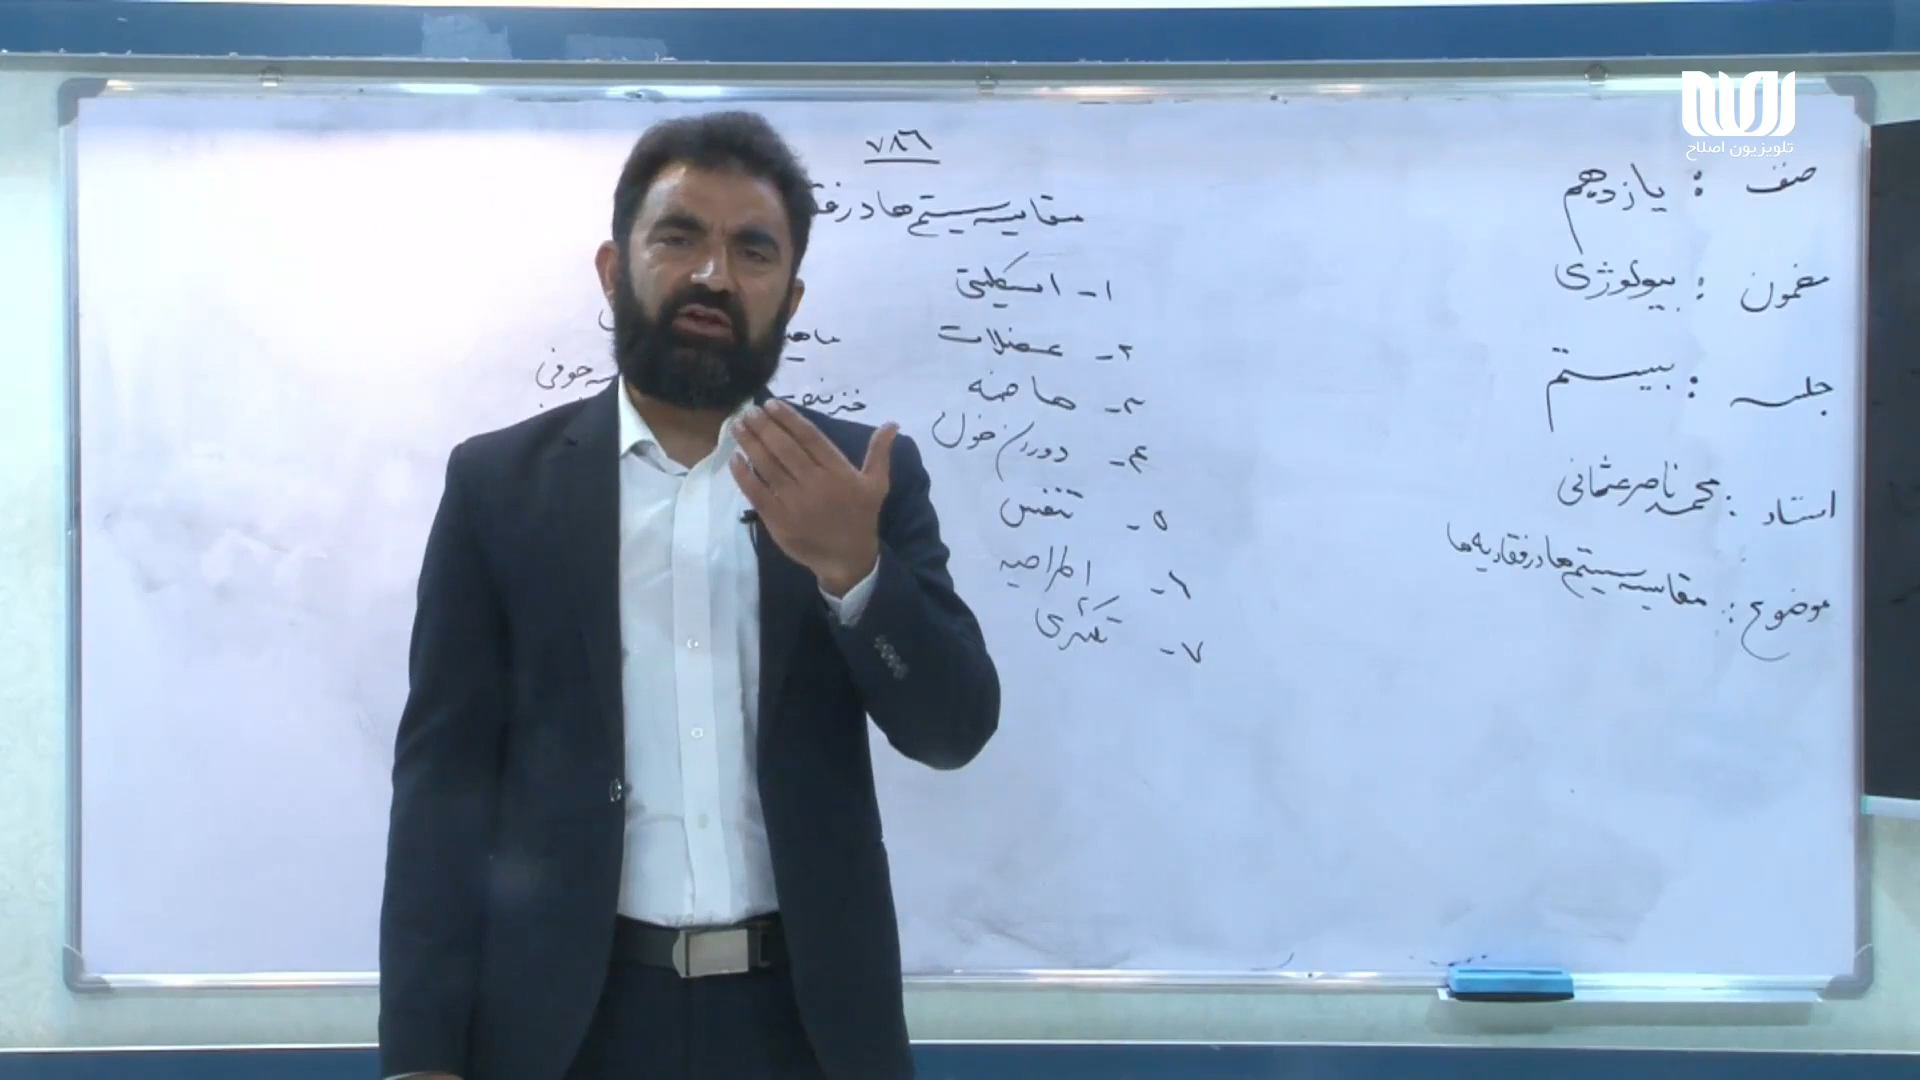 تلویزیون اصلاح
صنف : یازدهم
مضمون : بیولوژی
جلسه : بیستم
استاد : محمد ناصر عثمانی
موضوع : مقایسه سیستم ها در فقاریه ها
۷۸۶
مقایسه سیستم ها در فق
۱- اسکلیتی
۲- عضلات
۳- هاضمه
۴- دوران خون
۵- تنفس
۶- اطراحیه
۷- تکثری